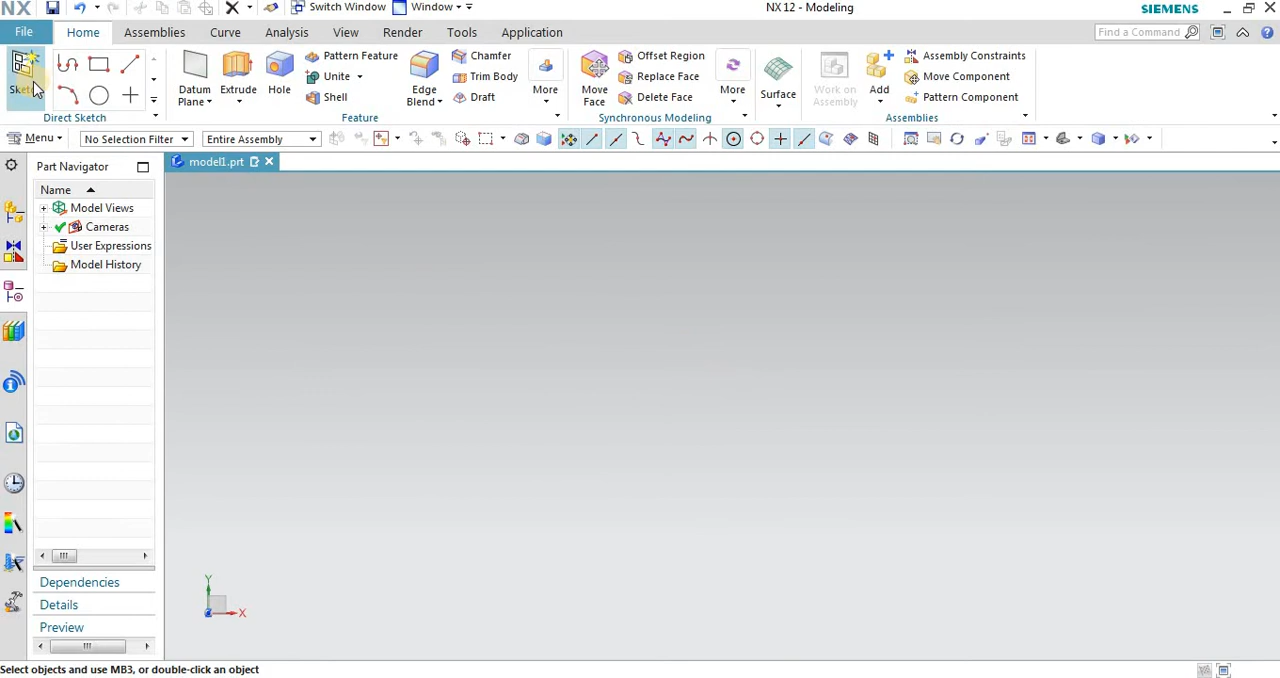 NX Switch Window Window NX 12 - Modeling SIEMENS
File Home Assemblies Curve Analysis View Render Tools Application Find a Command
Pattern Feature Chamfer Offset Region Assembly Constraints
Unite Trim Body Replace Face Move Component
Shell Draft Delete Face Pattern Component
Datum Plane Extrude Hole Edge Blend More Move Face More Surface Work on Assembly Add
Direct Sketch Feature Synchronous Modeling Assemblies
Menu No Selection Filter Entire Assembly
Part Navigator model1.prt
Name
Model Views
Cameras
User Expressions
Model History
Dependencies
Details
Preview
Y
X
Select objects and use MB3, or double-click an object